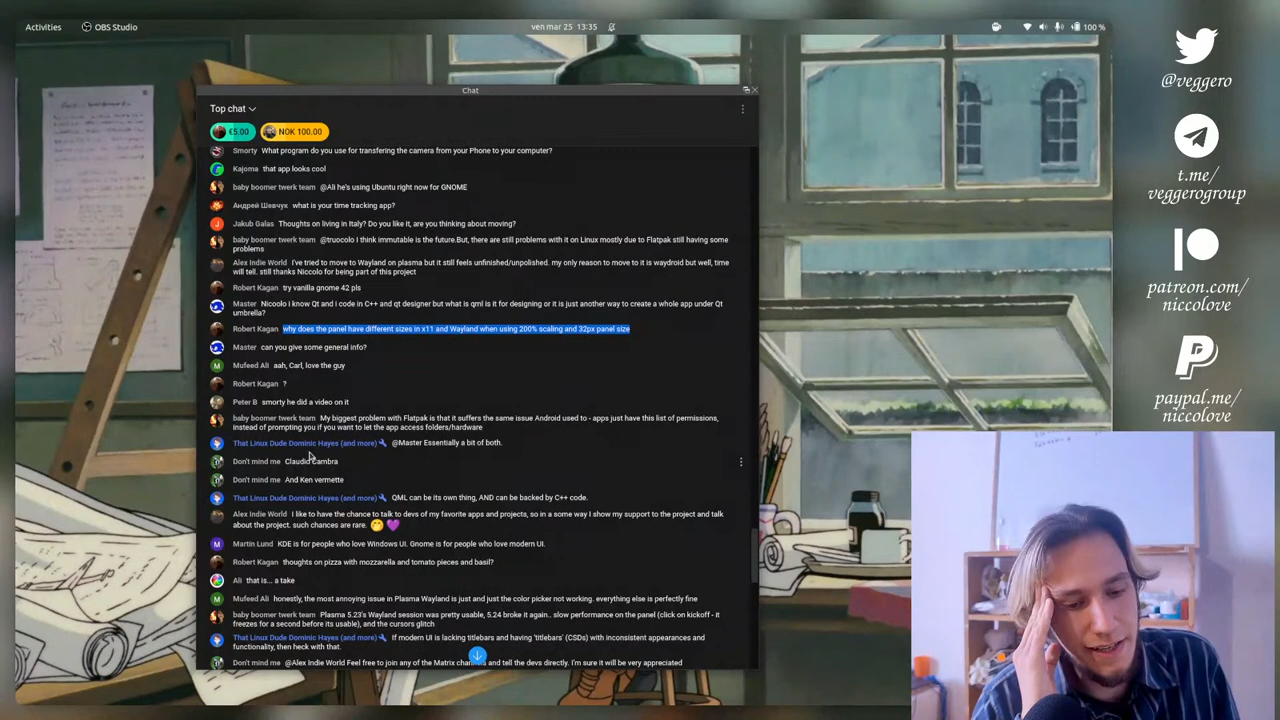 Activities
OBS Studio
ven mar 25 13:35
100 %
Chat
Top chat
€5.00
NOK 100.00
Smorty What program do you use for transfering the camera from your Phone to your computer?
Kajoma that app looks cool
baby boomer twerk team @Ali he's using Ubuntu right now for GNOME
Андрей Шевчук what is your time tracking app?
Jakub Galas Thoughts on living in Italy? Do you like it, are you thinking about moving?
baby boomer twerk team @truocolo I think immutable is the future.But, there are still problems with it on Linux mostly due to Flatpak still having some
problems
Alex Indie World I've tried to move to Wayland on plasma but it still feels unfinished/unpolished. my only reason to move to it is waydroid but well, time
will tell. still thanks Niccolo for being part of this project
Robert Kagan try vanilla gnome 42 pls
Master Nicoolo I know Qt and i code in C++ and qt designer but what is qml is it for designing or it is just another way to create a whole app under Qt
umbrella?
Robert Kagan why does the panel have different sizes in x11 and Wayland when using 200% scaling and 32px panel size
Master can you give some general info?
M
Mufeed Ali aah, Carl, love the guy
Robert Kagan ?
Peter B smorty he did a video on it
baby boomer twerk team My biggest problem with Flatpak is that it suffers the same issue Android used to - apps just have this list of permissions,
instead of prompting you if you want to let the app access folders/hardware
That Linux Dude Dominic Hayes (and more) @Master Essentially a bit of both.
Don't mind me Claudio Cambra
Don't mind me And Ken vermette
That Linux Dude Dominic Hayes (and more) QML can be its own thing, AND can be backed by C++ code.
Alex Indie World I like to have the chance to talk to devs of my favorite apps and projects, so in a some way I show my support to the project and talk
about the project. such chances are rare.
M
Martin Lund KDE is for people who love Windows UI. Gnome is for people who love modern UI.
Robert Kagan thoughts on pizza with mozzarella and tomato pieces and basil?
Ali that is... a take
M
Mufeed Ali honestly, the most annoying issue in Plasma Wayland is just and just the color picker not working. everything else is perfectly fine
baby boomer twerk team Plasma 5.23's Wayland session was pretty usable, 5.24 broke it again.. slow performance on the panel (click on kickoff - it
freezes for a second before its usable), and the cursors glitch
That Linux Dude Dominic Hayes (and more) If modern UI is lacking titlebars and having 'titlebars' (CSDs) with inconsistent appearances and
functionality, then heck with that.
Don't mind me @Alex Indie World Feel free to join any of the Matrix and tell the devs directly. I'm sure it will be very appreciated
@veggero
t.me/
veggerogroup
patreon.com/
niccolove
paypal.me/
niccolove